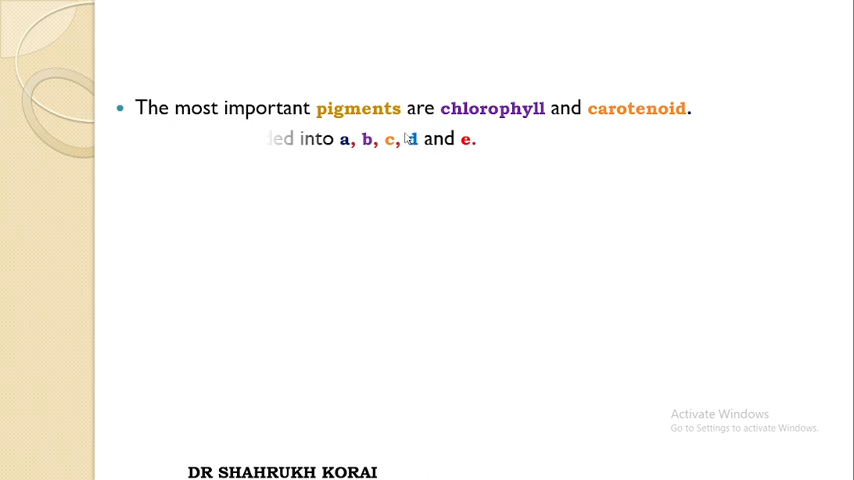 The most important pigments are chlorophyll and carotenoid.
into a, b, c, d and e.
Activate Windows
Go to Settings to activate Windows.
DR SHAHRUKH KORAI